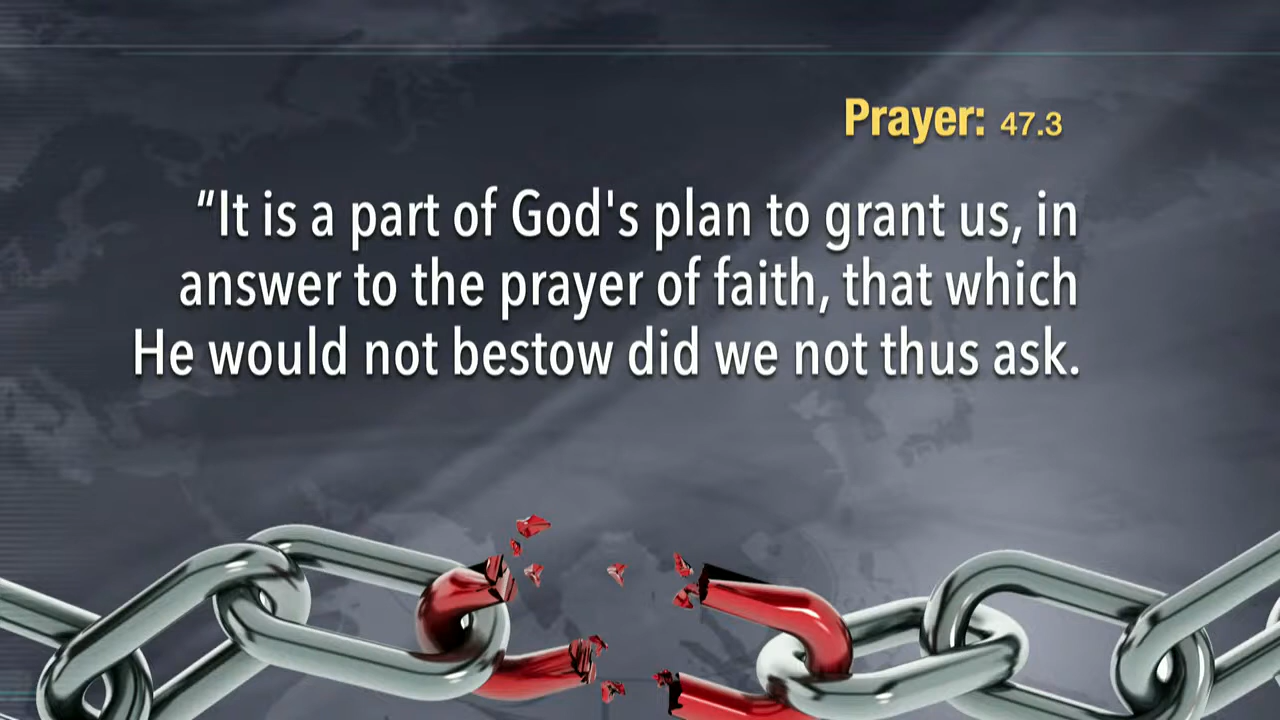 Prayer: 47.3
“It is a part of God's plan to grant us, in
answer to the prayer of faith, that which
He would not bestow did we not thus ask.